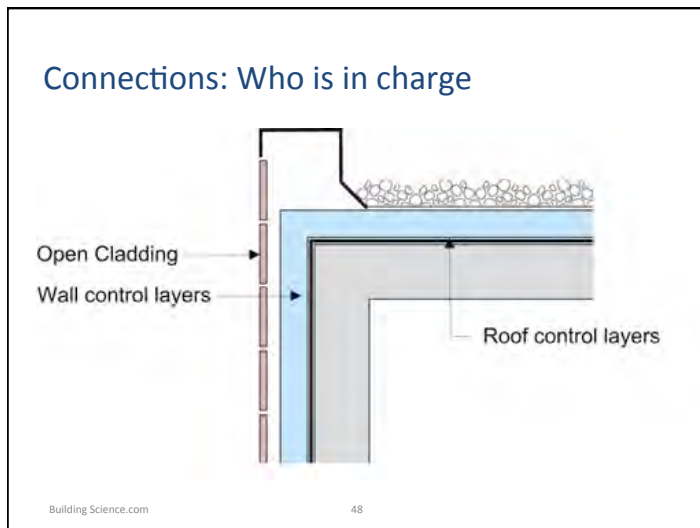 Connections: Who is in charge
Open Cladding
Wall control layers
Roof control layers
Building Science.com
48